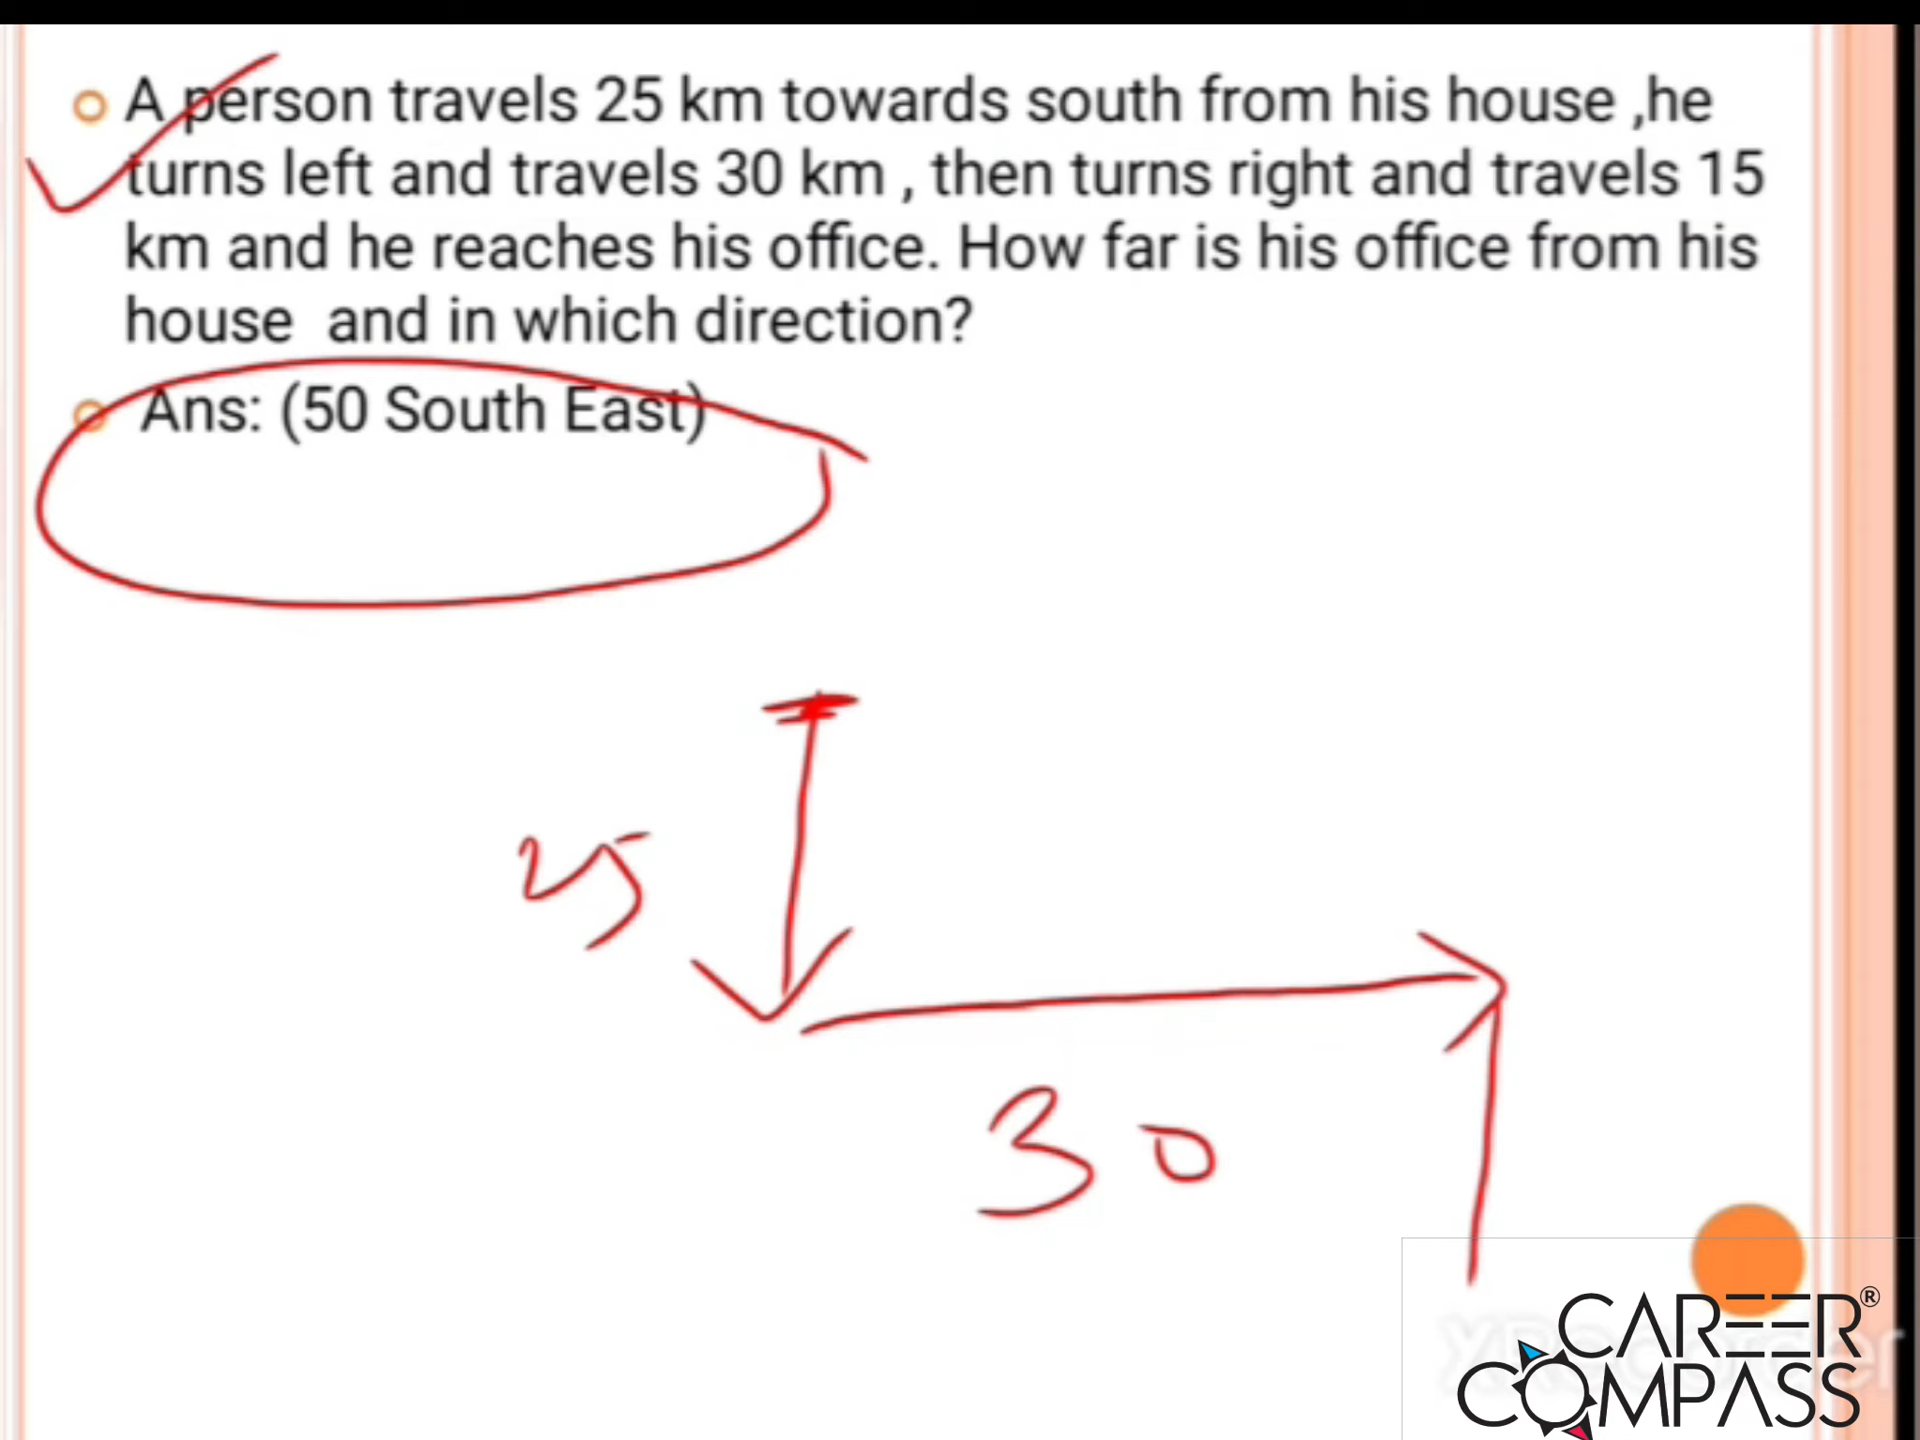 A person travels 25 km towards south from his house ,he
turns left and travels 30 km , then turns right and travels 15
km and he reaches his office. How far is his office from his
house and in which direction?
Ans: (50 South East)
25
30
CAREER®
COMPASS